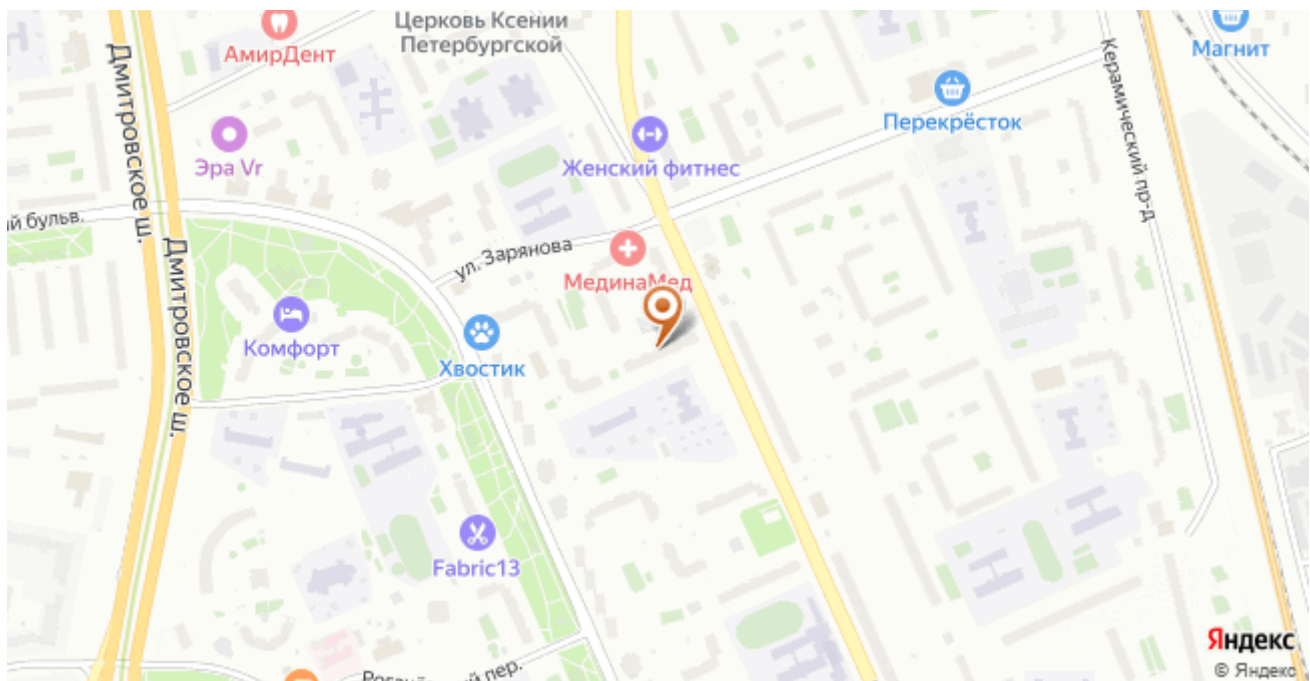 Церковь Ксении
Петербургской
АмирДент
Магнит
Дмитровское ш.
Керамический пр-д
Перекрёсток
Эра Vr
Женский фитнес
й бульв.
ул. Зарянова
МединаМед
Дмитровское ш.
Комфорт
Хвостик
Fabric13
пер.
Яндекс
© Яндекс